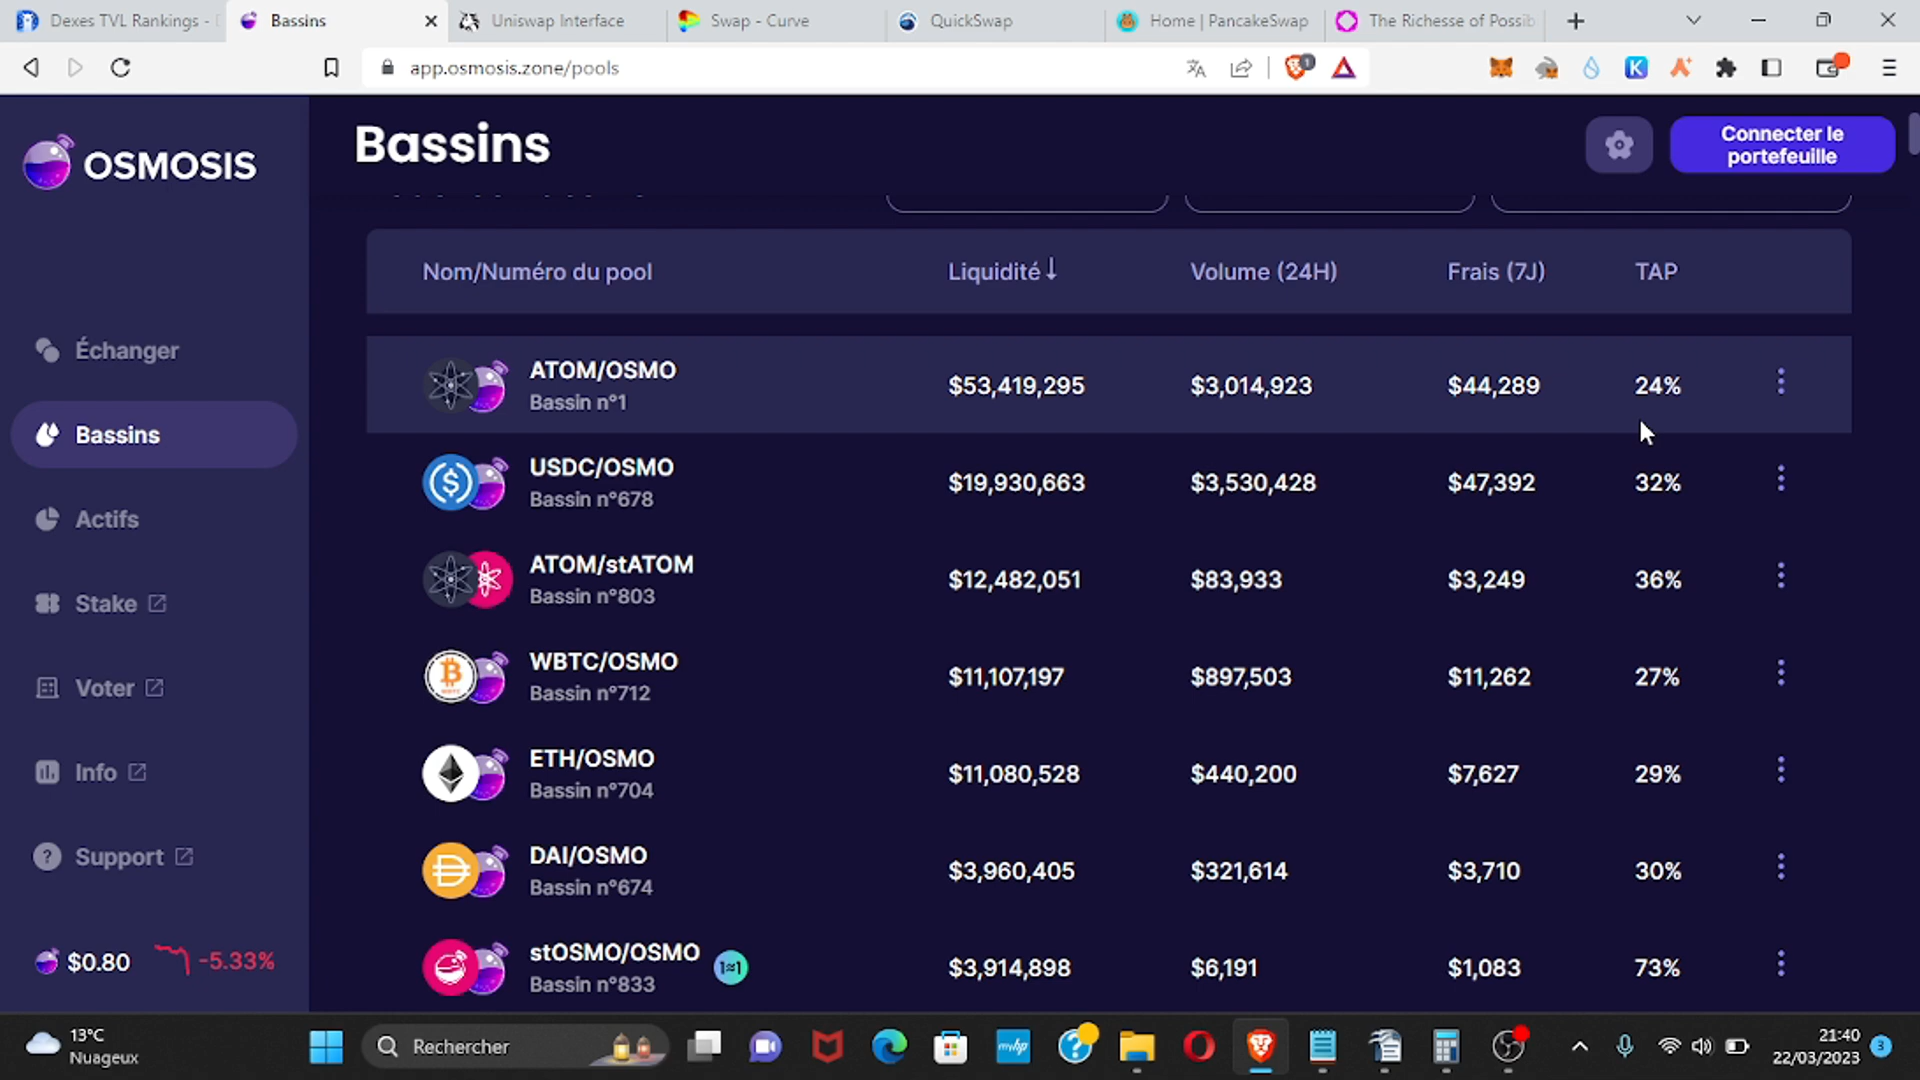 Dexes TVL Rankings -
Bassins
Uniswap Interface
Swap - Curve
QuickSwap
Home | PancakeSwap
The Richesse of Possib
app.osmosis.zone/pools
1
OSMOSIS
Bassins
Connecter le
portefeuille
Nom/Numéro du pool Liquidité↓ Volume (24H) Frais (7J) TAP
Échanger
Bassins
Actifs
Stake
Voter
Info
Support
$0.80 -5.33%
ATOM/OSMO
Bassin n°1
$53,419,295 $3,014,923 $44,289 24%
USDC/OSMO
Bassin n°678
$19,930,663 $3,530,428 $47,392 32%
ATOM/stATOM
Bassin n°803
$12,482,051 $83,933 $3,249 36%
WBTC/OSMO
Bassin n°712
$11,107,197 $897,503 $11,262 27%
ETH/OSMO
Bassin n°704
$11,080,528 $440,200 $7,627 29%
DAI/OSMO
Bassin n°674
$3,960,405 $321,614 $3,710 30%
stOSMO/OSMO
Bassin n°833
1≈1
$3,914,898 $6,191 $1,083 73%
13°C
Nuageux
Rechercher
myhp
21:40
22/03/2023
3